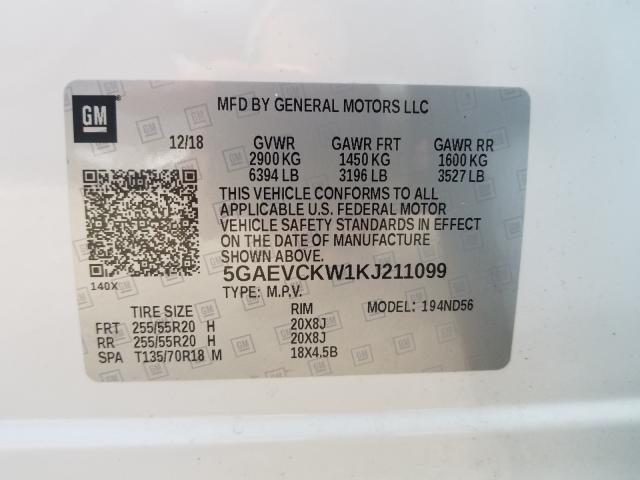 GM
MFD BY GENERAL MOTORS LLC
12/18 GVWR GAWR FRT GAWR RR
2900 KG 1450 KG 1600 KG
6394 LB 3196 LB 3527 LB
THIS VEHICLE CONFORMS TO ALL
APPLICABLE U.S. FEDERAL MOTOR
VEHICLE SAFETY STANDARDS IN EFFECT
ON THE DATE OF MANUFACTURE
SHOWN ABOVE.
5GAEVCKW1KJ211099
140X TYPE: M.P.V.
TIRE SIZE RIM MODEL: 194ND56
FRT 255/55R20 H 20X8J
RR 255/55R20 H 20X8J
SPA T135/70R18 M 18X4.5B